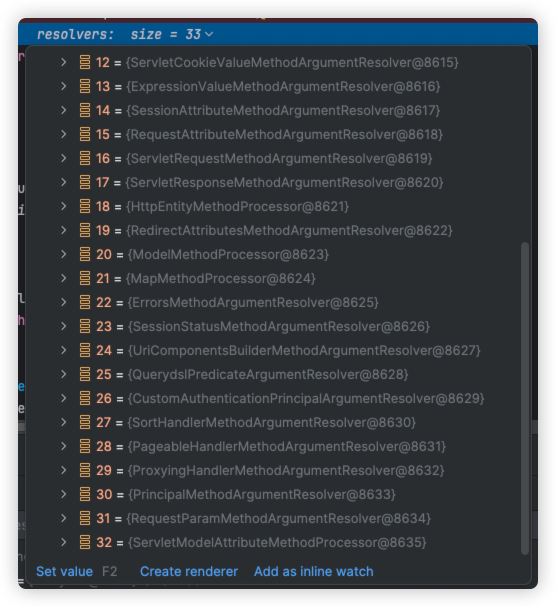 resolvers: size = 33
12 = {ServletCookieValueMethodArgumentResolver@8615}
13 = {ExpressionValueMethodArgumentResolver@8616}
14 = {SessionAttributeMethodArgumentResolver@8617}
15 = {RequestAttributeMethodArgumentResolver@8618}
16 = {ServletRequestMethodArgumentResolver@8619}
17 = {ServletResponseMethodArgumentResolver@8620}
18 = {HttpEntityMethodProcessor@8621}
19 = {RedirectAttributesMethodArgumentResolver@8622}
20 = {ModelMethodProcessor@8623}
21 = {MapMethodProcessor@8624}
22 = {ErrorsMethodArgumentResolver@8625}
23 = {SessionStatusMethodArgumentResolver@8626}
24 = {UriComponentsBuilderMethodArgumentResolver@8627}
25 = {QuerydslPredicateArgumentResolver@8628}
26 = {CustomAuthenticationPrincipalArgumentResolver@8629}
27 = {SortHandlerMethodArgumentResolver@8630}
28 = {PageableHandlerMethodArgumentResolver@8631}
29 = {ProxyingHandlerMethodArgumentResolver@8632}
30 = {PrincipalMethodArgumentResolver@8633}
31 = {RequestParamMethodArgumentResolver@8634}
32 = {ServletModelAttributeMethodProcessor@8635}
Set value F2 Create renderer Add as inline watch